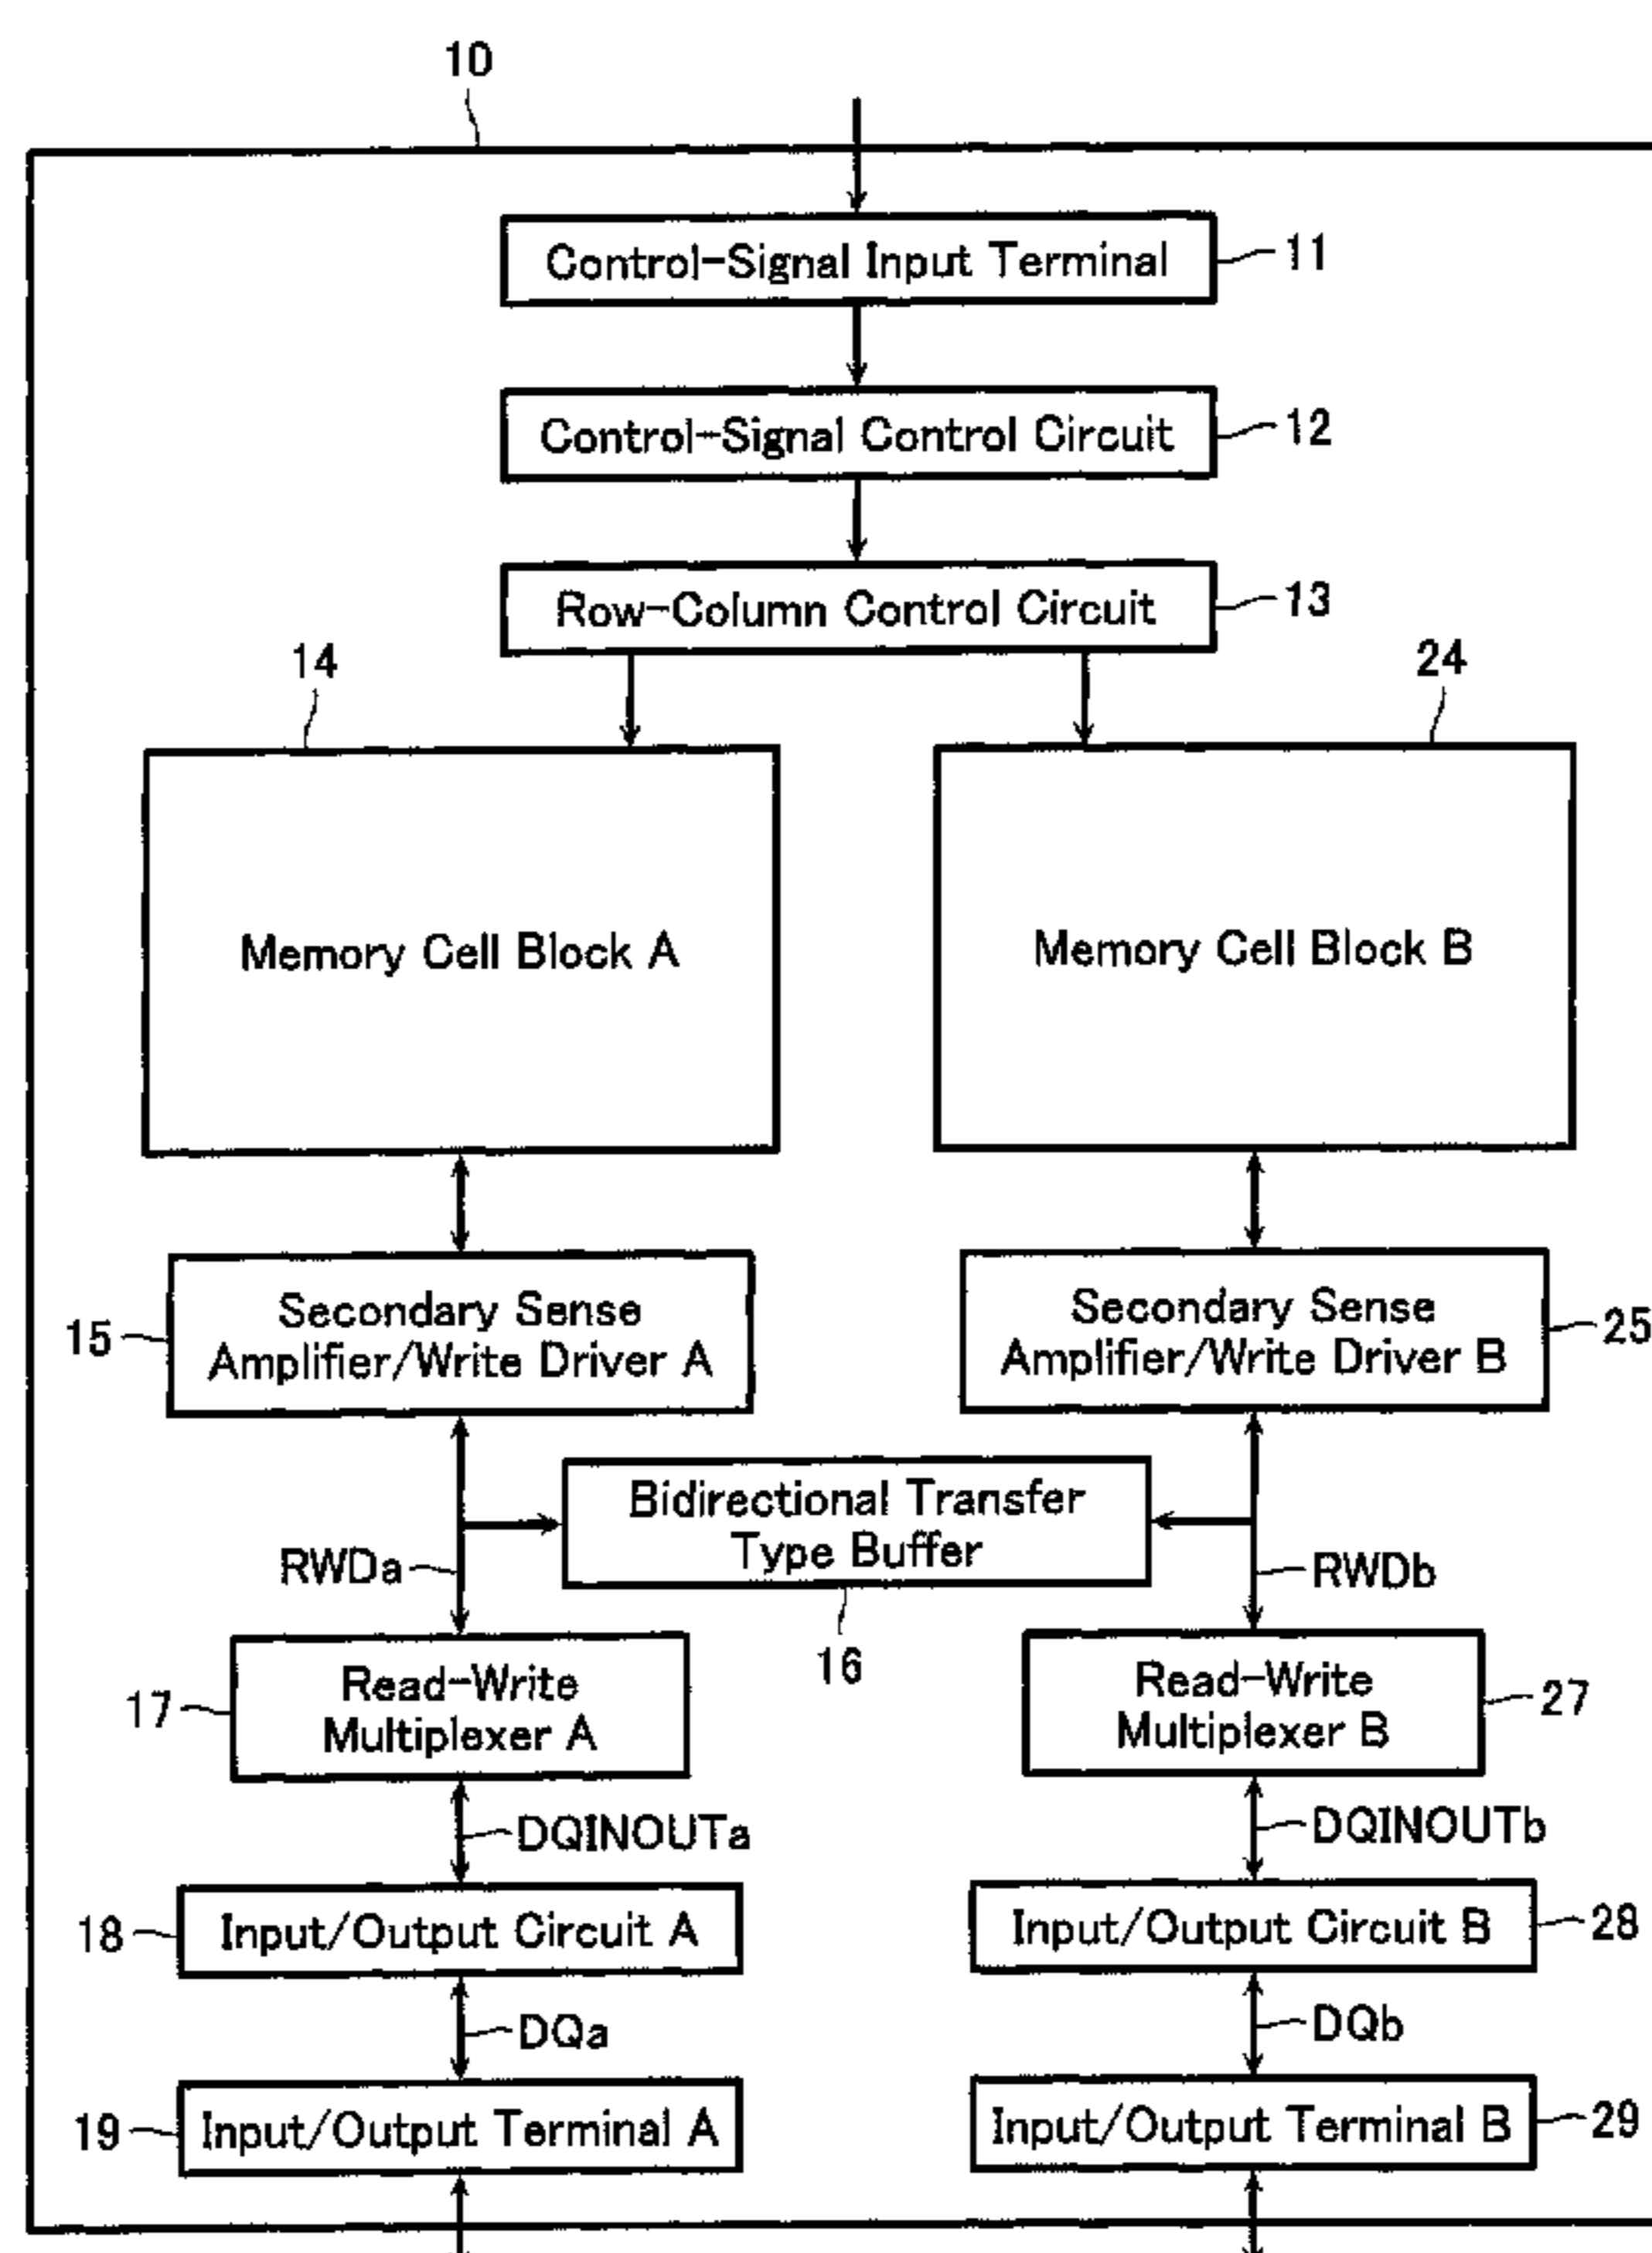 10
Control-Signal Input Terminal
11
Control-Signal Control Circuit
12
Row-Column Control Circuit
13
14
24
Memory Cell Block A
Memory Cell Block B
15
Secondary Sense
Amplifier/Write Driver A
Secondary Sense
Amplifier/Write Driver B
25
Bidirectional Transfer
Type Buffer
RWDa
RWDb
16
17
Read-Write
Multiplexer A
Read-Write
Multiplexer B
27
DQINOUTa
DQINOUTb
18
Input/Output Circuit A
Input/Output Circuit B
28
DQa
DQb
19
Input/Output Terminal A
Input/Output Terminal B
29